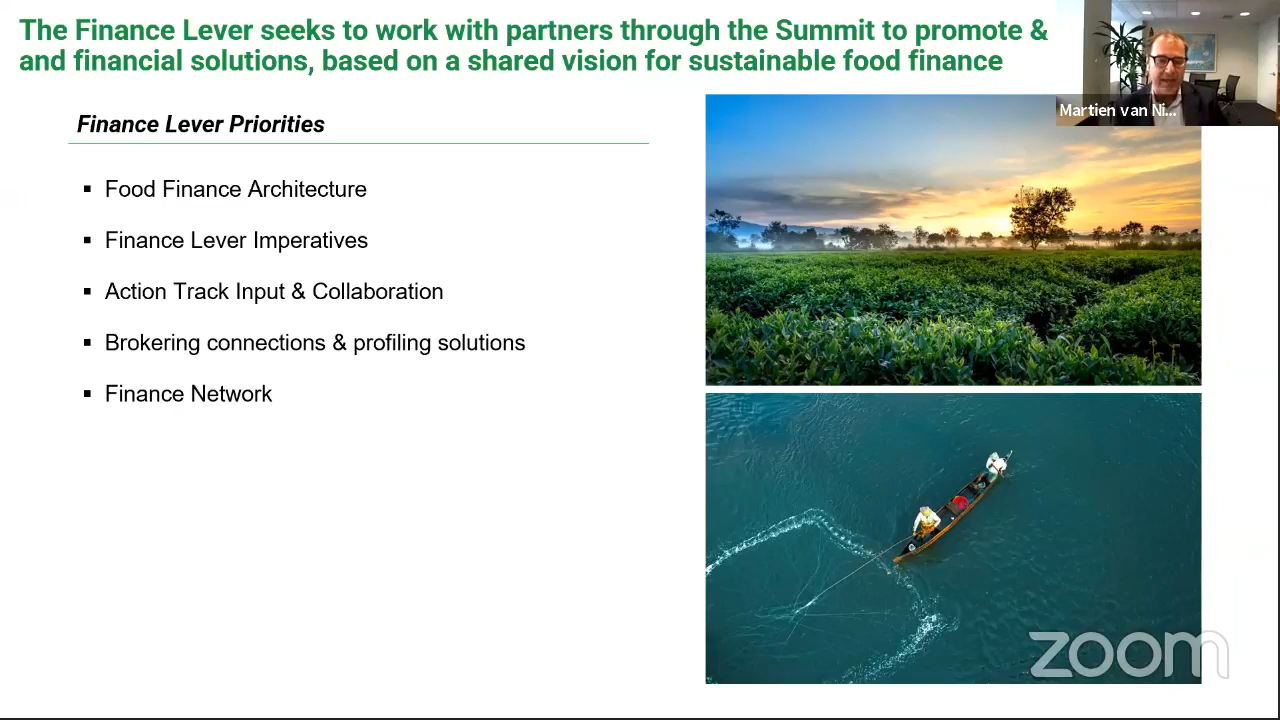 The Finance Lever seeks to work with partners through the Summit to promote &
and financial solutions, based on a shared vision for sustainable food finance
Martien van Ni...
Finance Lever Priorities
▪ Food Finance Architecture
▪ Finance Lever Imperatives
▪ Action Track Input & Collaboration
▪ Brokering connections & profiling solutions
▪ Finance Network
zoom